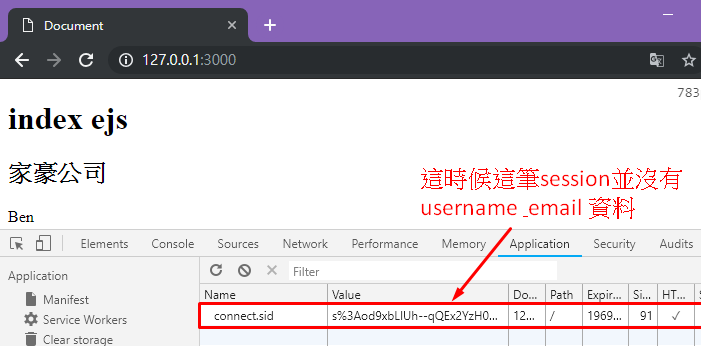 Document
127.0.0.1:3000
783
index ejs
家豪公司
Ben
這時候這筆session並沒有
username _email 資料
Elements Console Sources Network Performance Memory Application Security Audits
Application
Manifest
Service Workers
Clear storage
Filter
Name Value Do... Path Expir... Si... HT...
connect.sid s%3Aod9xbLlUh--qQEx2YzH0... 12... / 1969... 91 ✓